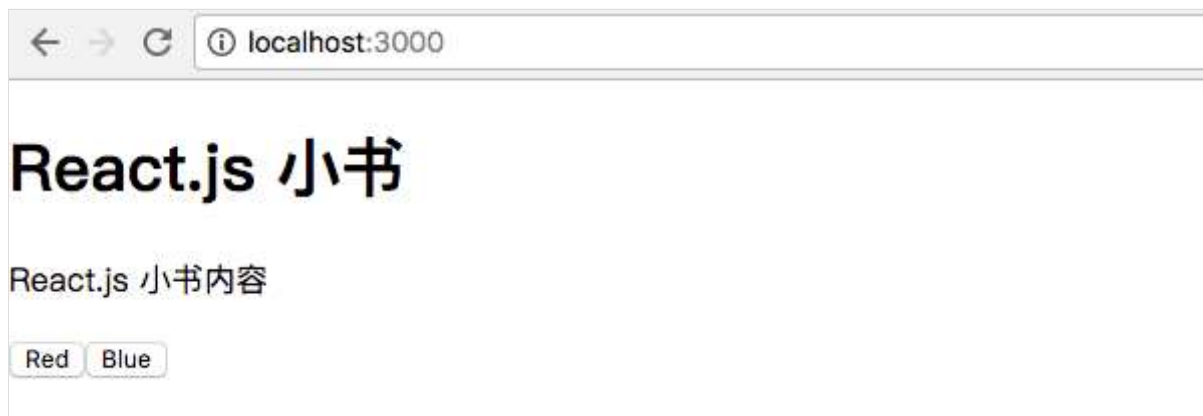 localhost:3000
React.js 小书
React.js 小书内容
Red Blue